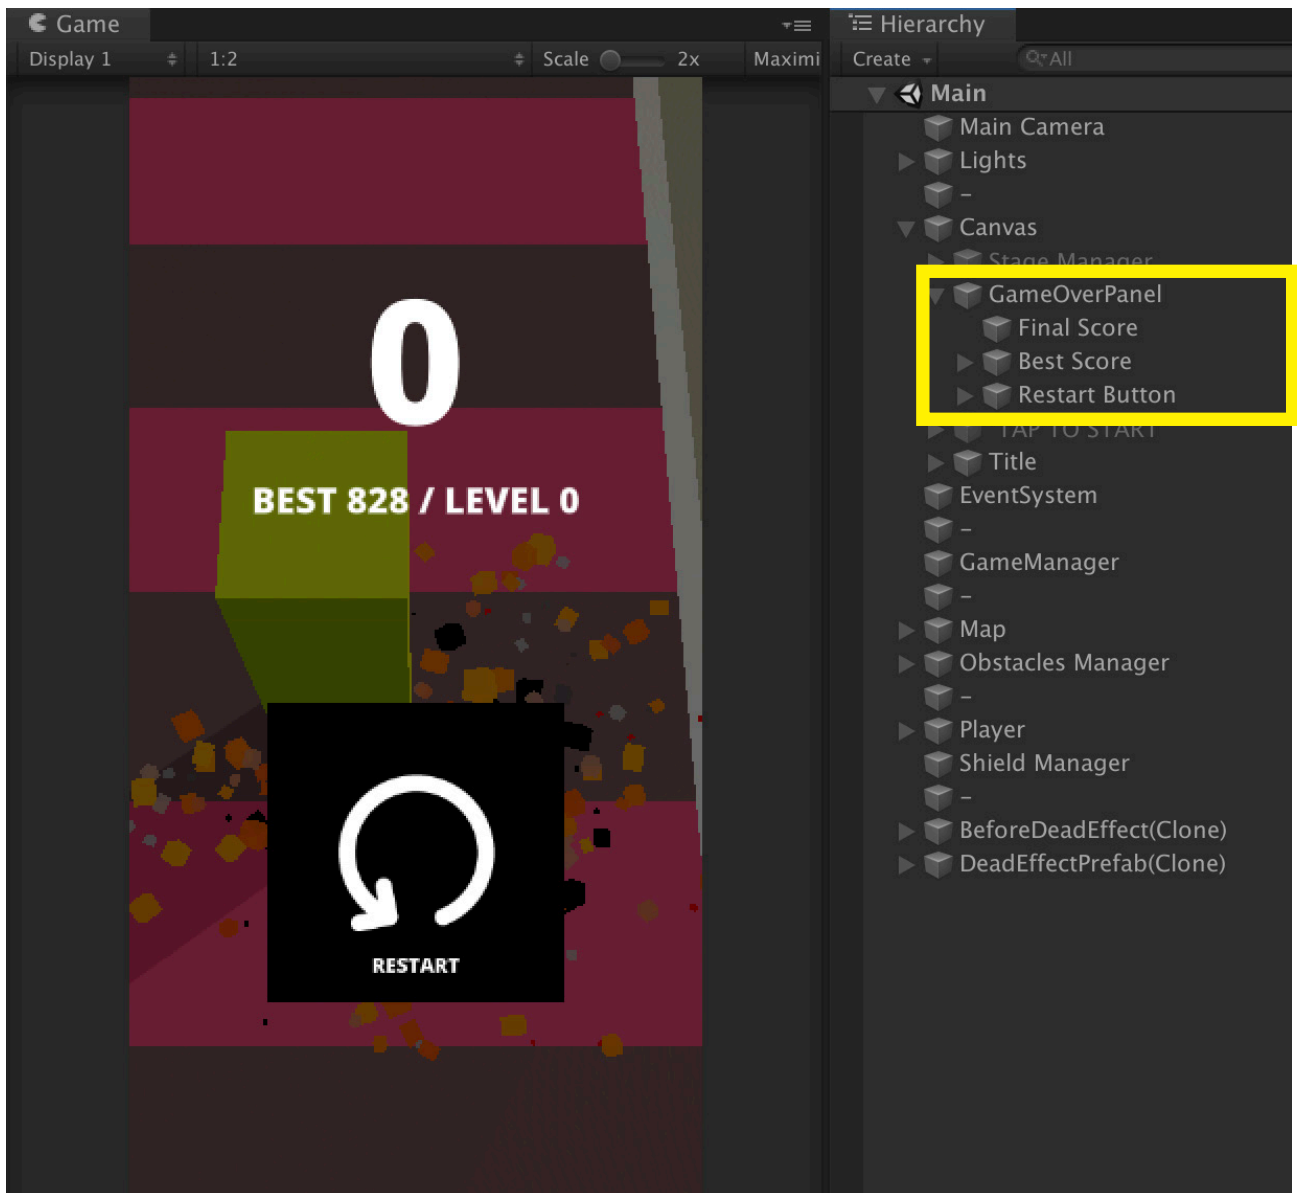 Game
Display 1
1:2
Scale
2x
Maximi
0
BEST 828 / LEVEL 0
RESTART
Hierarchy
Create
All
Main
Main Camera
Lights
–
Canvas
Stage Manager
GameOverPanel
Final Score
Best Score
Restart Button
TAP TO START
Title
EventSystem
–
GameManager
–
Map
Obstacles Manager
–
Player
Shield Manager
–
BeforeDeadEffect(Clone)
DeadEffectPrefab(Clone)